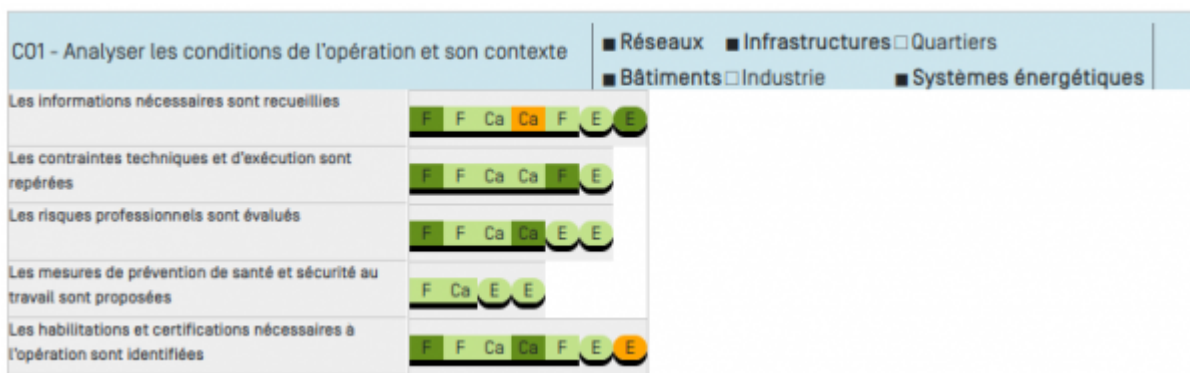 C01 - Analyser les conditions de l'opération et son contexte
■ Réseaux ■ Infrastructures □ Quartiers
■ Bâtiments □ Industrie ■ Systèmes énergétiques
Les informations nécessaires sont recueillies
F F Ca Ca F E E
Les contraintes techniques et d'exécution sont
repérées
F F Ca Ca F E
Les risques professionnels sont évalués
F F Ca Ca E E
Les mesures de prévention de santé et sécurité au
travail sont proposées
F Ca E E
Les habilitations et certifications nécessaires à
l'opération sont identifiées
F F Ca Ca F E E